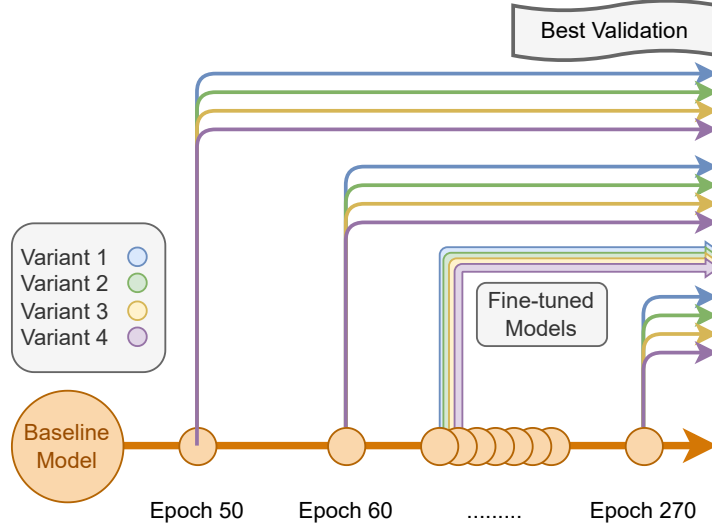 Best Validation
Variant 1
Variant 2
Variant 3
Variant 4
Fine-tuned
Models
Baseline
Model
Epoch 50
Epoch 60
.........
Epoch 270